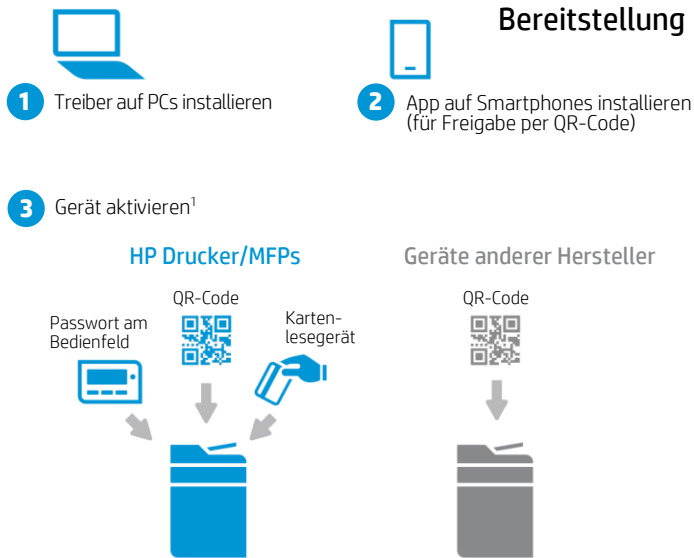 Bereitstellung
1 Treiber auf PCs installieren
2 App auf Smartphones installieren
(für Freigabe per QR-Code)
3 Gerät aktivieren¹
HP Drucker/MFPs
Geräte anderer Hersteller
QR-Code
Passwort am
Bedienfeld
Karten-
lesegerät
QR-Code